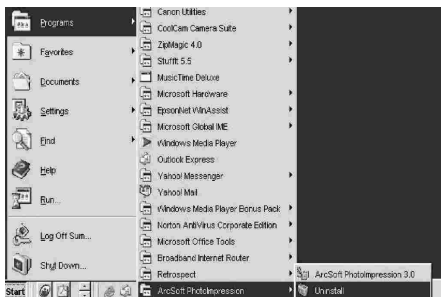 Programs
Favorites
Documents
Settings
Find
Help
Run...
Log Off Sum...
Shut Down...
Start
Canon Utilities
CoolCam Camera Suite
ZipMagic 4.0
StuffIt 5.5
MusicTime Deluxe
Microsoft Hardware
EpsonNet WinAssist
Microsoft Global IME
Windows Media Player
Outlook Express
Yahoo! Messenger
Yahoo! Mail
Windows Media Player Bonus Pack
Norton AntiVirus Corporate Edition
Microsoft Office Tools
Broadband Internet Router
Retrospect
ArcSoft PhotoImpression
ArcSoft PhotoImpression 3.0
Uninstall